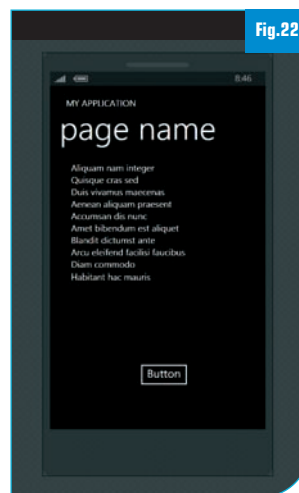 Fig.22
8:46
MY APPLICATION
page name
Aliquam nam integer
Quisque cras sed
Duis vivamus maecenas
Aenean aliquam praesent
Accumsan dis nunc
Amet bibendum est aliquet
Blandit dictumst ante
Arcu eleifend facilisi faucibus
Diam commodo
Habitant hac mauris
Button